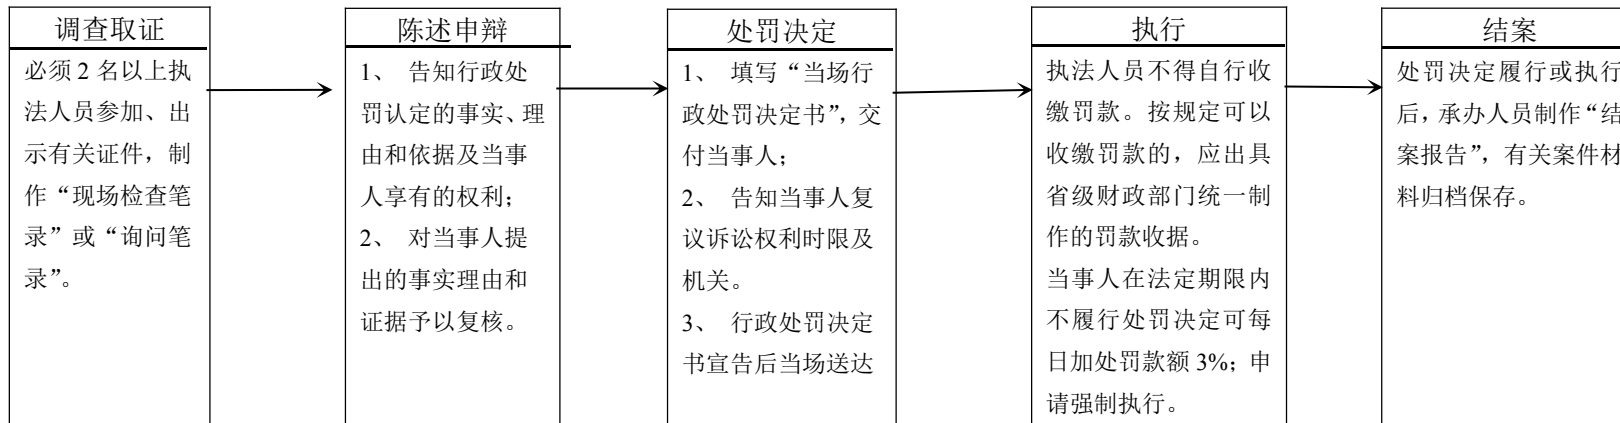 调查取证
必须 2 名以上执
法人员参加、出
示有关证件，制
作“现场检查笔
录”或“询问笔
录”。
陈述申辩
1、 告知行政处
罚认定的事实、理
由和依据及当事
人享有的权利；
2、 对当事人提
出的事实理由和
证据予以复核。
处罚决定
1、 填写“当场行
政处罚决定书”，交
付当事人；
2、 告知当事人复
议诉讼权利时限及
机关。
3、 行政处罚决定
书宣告后当场送达
执行
执法人员不得自行收
缴罚款。按规定可以
收缴罚款的，应出具
省级财政部门统一制
作的罚款收据。
当事人在法定期限内
不履行处罚决定可每
日加处罚款额 3%；申
请强制执行。
结案
处罚决定履行或执行
后，承办人员制作“结
案报告”，有关案件材
料归档保存。